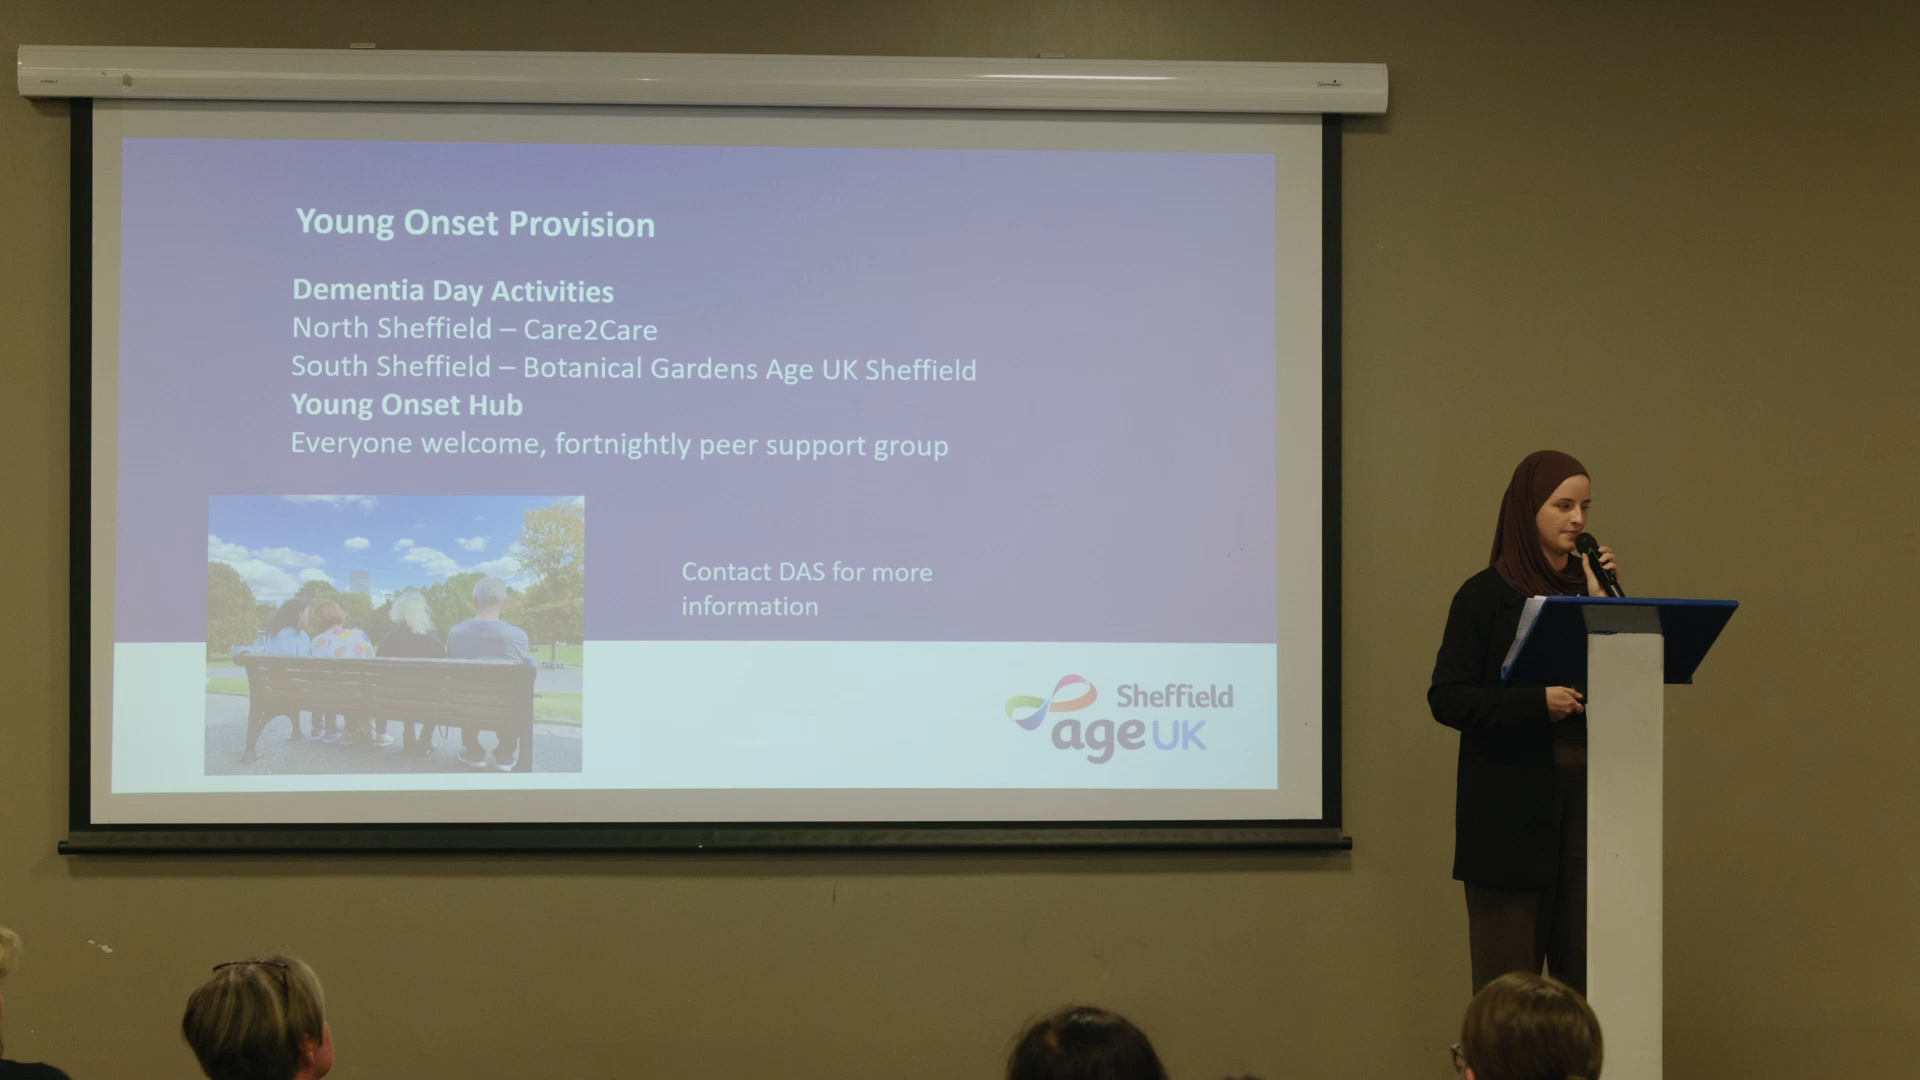 Young Onset Provision
Dementia Day Activities
North Sheffield – Care2Care
South Sheffield – Botanical Gardens Age UK Sheffield
Young Onset Hub
Everyone welcome, fortnightly peer support group
Contact DAS for more
information
Sheffield
age UK